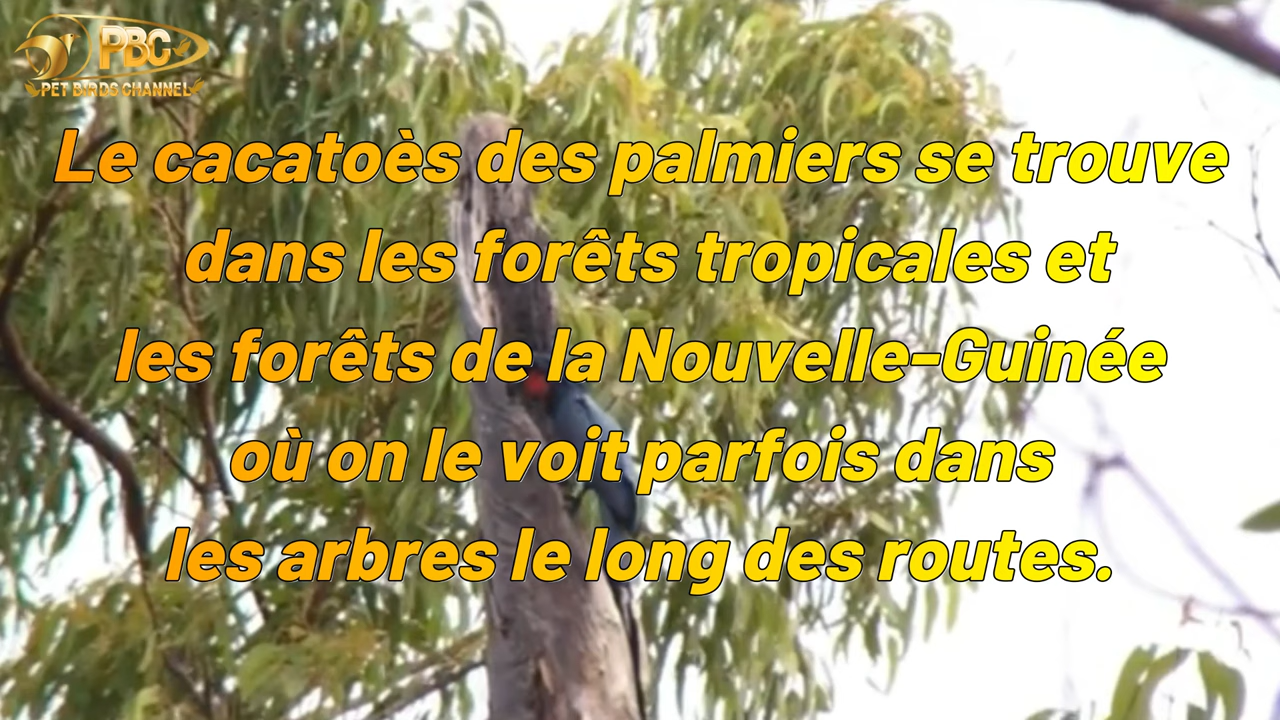 PBC
PET BIRDS CHANNEL
Le cacatoès des palmiers se trouve
dans les forêts tropicales et
les forêts de la Nouvelle-Guinée
où on le voit parfois dans
les arbres le long des routes.